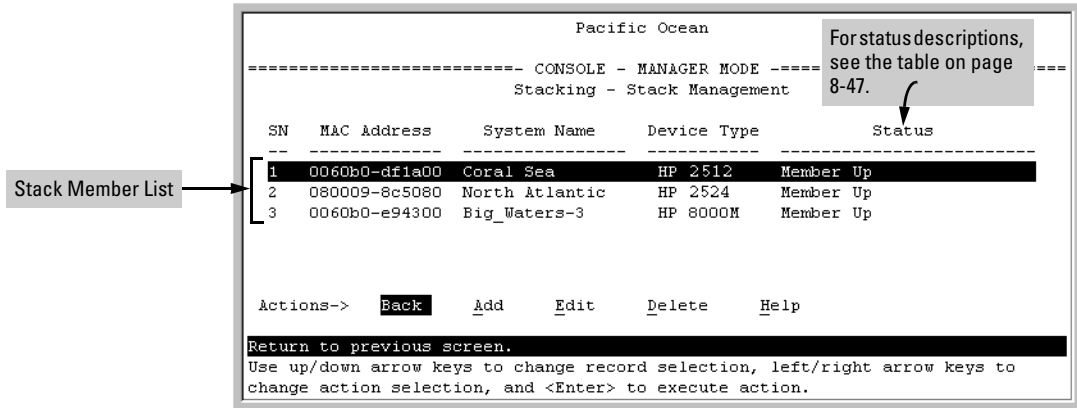 Pacific Ocean
For status descriptions,
see the table on page
8-47.
==========================- CONSOLE - MANAGER MODE -==========================
Stacking - Stack Management
SN MAC Address System Name Device Type Status
-- ------------- --------------- ----------- -------------------------
Stack Member List
1 0060b0-df1a00 Coral Sea HP 2512 Member Up
2 080009-8c5080 North Atlantic HP 2524 Member Up
3 0060b0-e94300 Big_Waters-3 HP 8000M Member Up
Actions-> Back Add Edit Delete Help
Return to previous screen.
Use up/down arrow keys to change record selection, left/right arrow keys to
change action selection, and <Enter> to execute action.